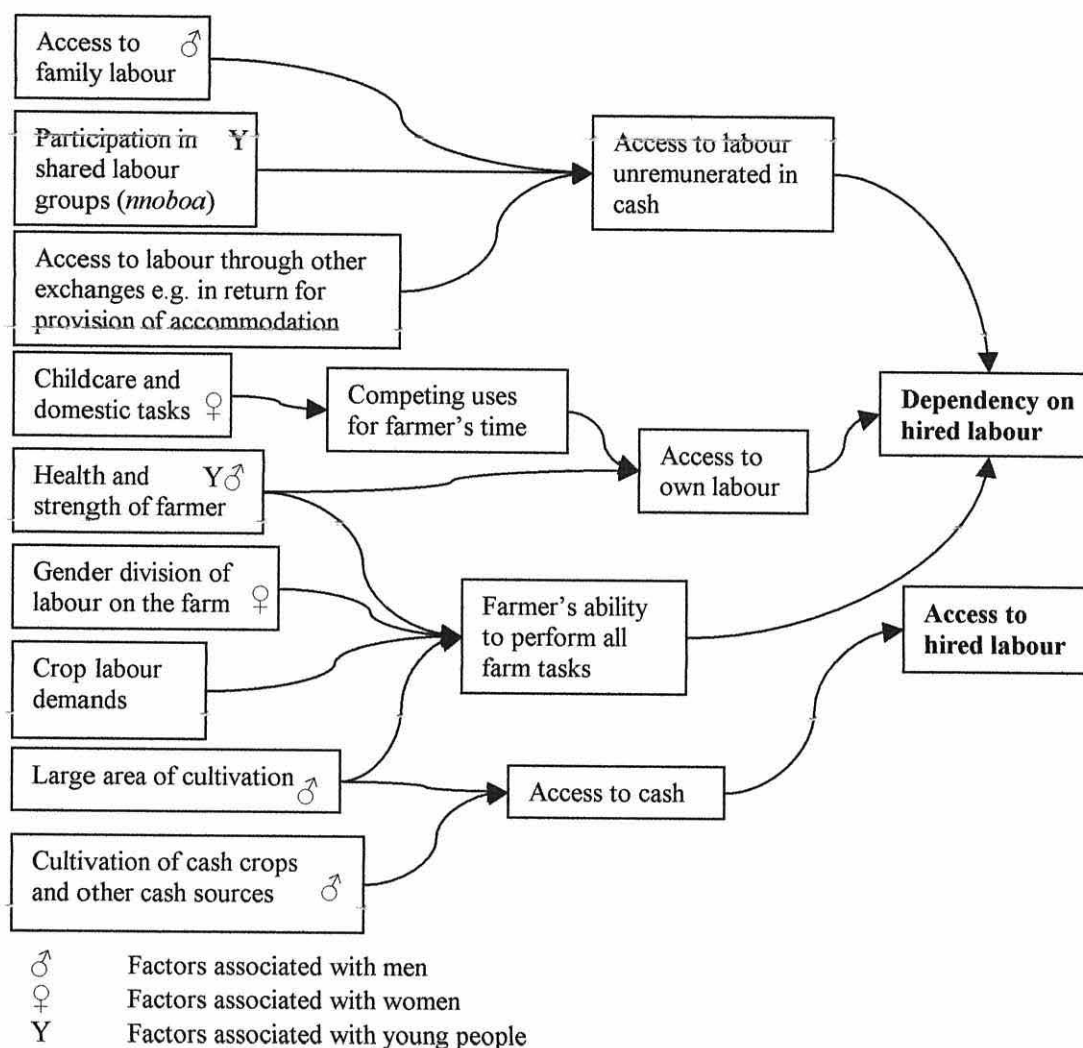 Access to ♂
family labour
Participation in Y
shared labour
groups (nnoboa)
Access to labour through other
exchanges e.g. in return for
provision of accommodation
Access to labour
unremunerated in
cash
Childcare and
domestic tasks ♀
Competing uses
for farmer's time
Health and Y♂
strength of farmer
Access to
own labour
Dependency on
hired labour
Gender division of
labour on the farm ♀
Crop labour
demands
Farmer's ability
to perform all
farm tasks
Access to
hired labour
Large area of cultivation ♂
Access to cash
Cultivation of cash crops
and other cash sources ♂
♂ Factors associated with men
♀ Factors associated with women
Y Factors associated with young people